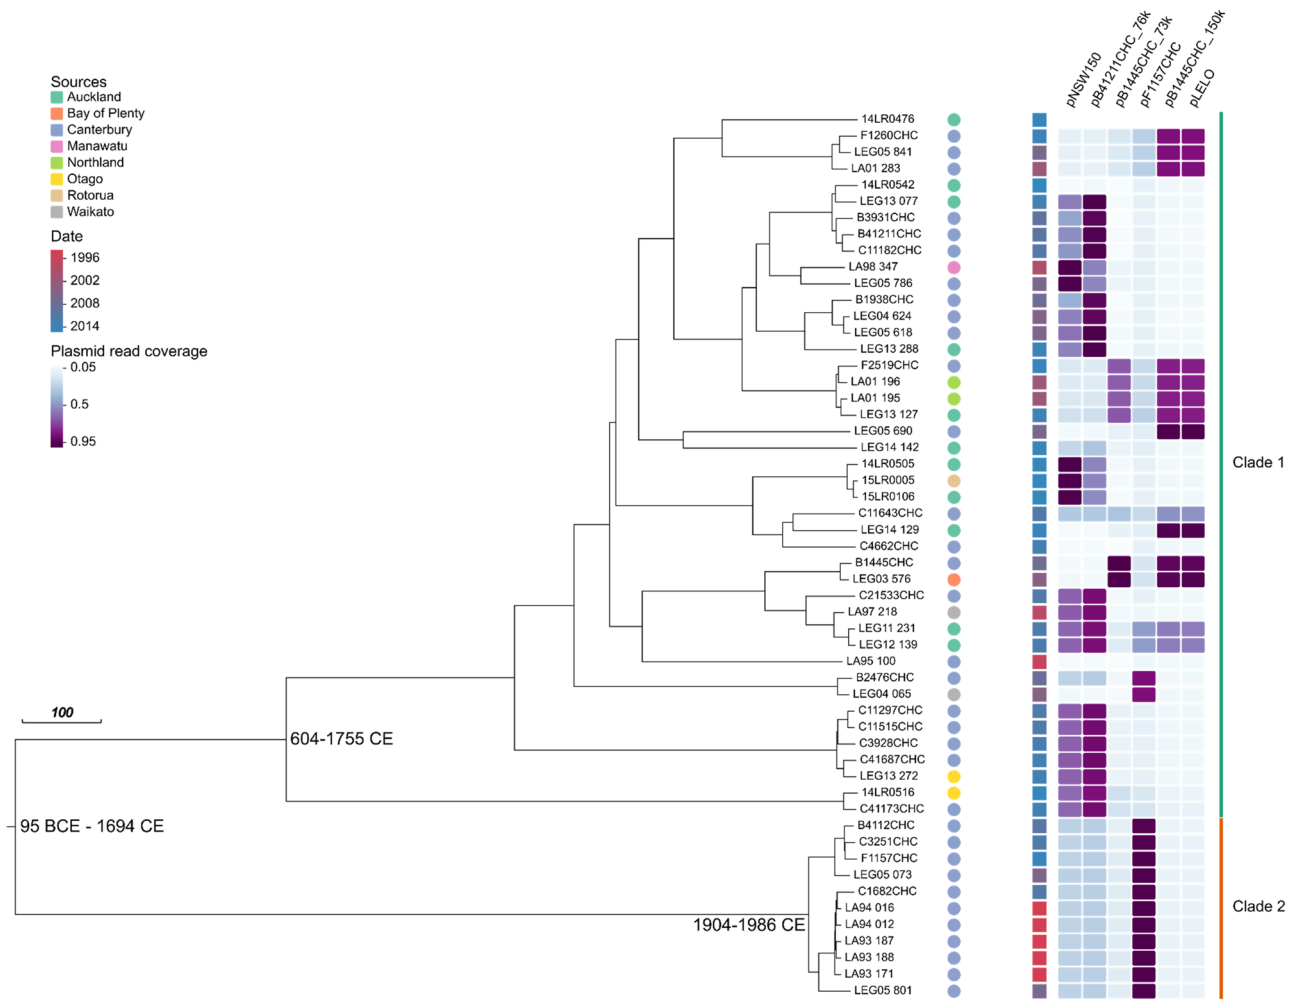 pNSW150
pB41211CHC_76k
pB1445CHC_73k
pF1157CHC
pB1445CHC_150k
pLELO
Sources
Auckland
Bay of Plenty
Canterbury
Manawatu
Northland
Otago
Rotorua
Waikato
Date
1996
2002
2008
2014
Plasmid read coverage
0.05
0.5
0.95
14LR0476
F1260CHC
LEG05 841
LA01 283
14LR0542
LEG13 077
B3931CHC
B41211CHC
C11182CHC
LA98 347
LEG05 786
B1938CHC
LEG04 624
LEG05 618
LEG13 288
F2519CHC
LA01 196
LA01 195
LEG13 127
LEG05 690
LEG14 142
14LR0505
15LR0005
15LR0106
C11643CHC
LEG14 129
C4662CHC
B1445CHC
LEG03 576
C21533CHC
LA97 218
LEG11 231
LEG12 139
LA95 100
B2476CHC
LEG04 065
C11297CHC
C11515CHC
C3928CHC
C41687CHC
LEG13 272
14LR0516
C41173CHC
B4112CHC
C3251CHC
F1157CHC
LEG05 073
C1682CHC
LA94 016
LA94 012
LA93 187
LA93 188
LA93 171
LEG05 801
Clade 1
Clade 2
100
604-1755 CE
95 BCE - 1694 CE
1904-1986 CE